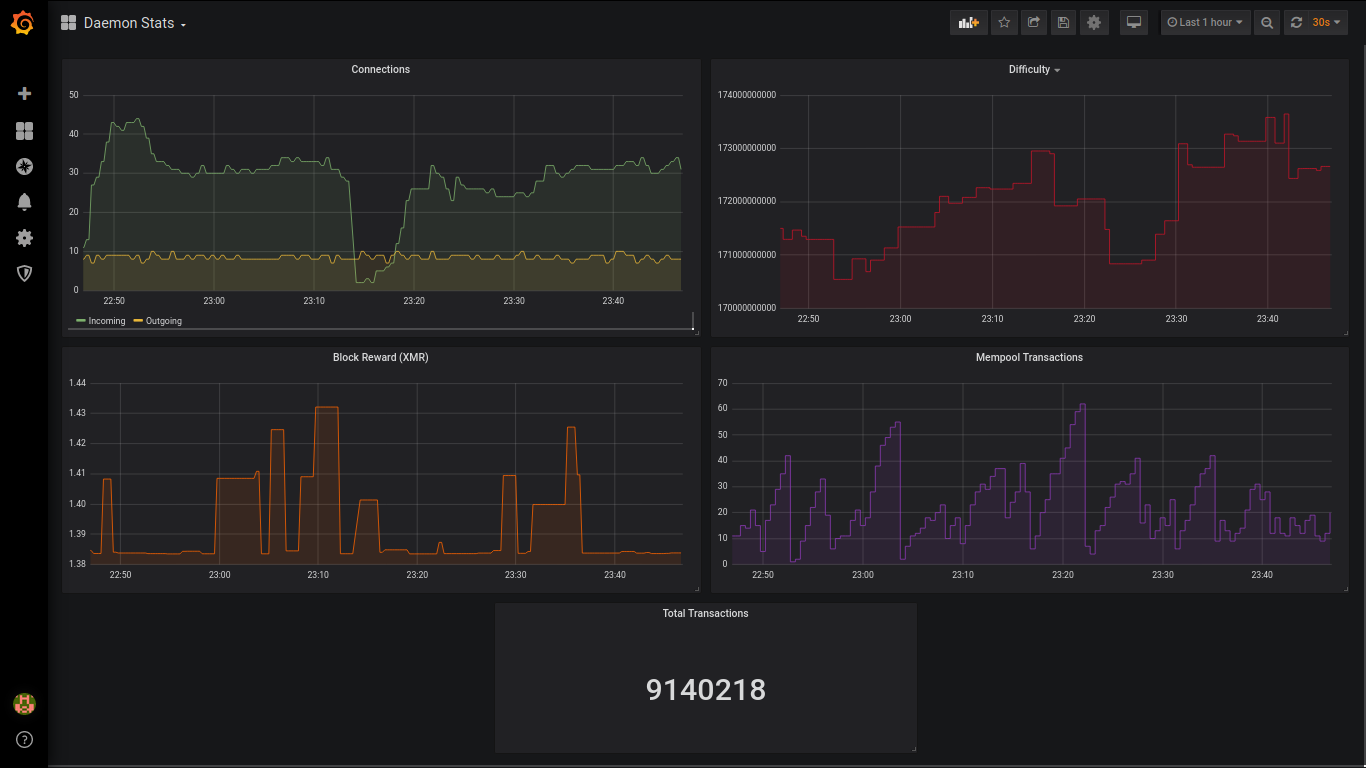 Daemon Stats
Last 1 hour
30s
Connections
50
40
30
20
10
0
22:50 23:00 23:10 23:20 23:30 23:40
Incoming Outgoing
Difficulty
174000000000
173000000000
172000000000
171000000000
170000000000
22:50 23:00 23:10 23:20 23:30 23:40
Block Reward (XMR)
1.44
1.43
1.42
1.41
1.40
1.39
1.38
22:50 23:00 23:10 23:20 23:30 23:40
Mempool Transactions
70
60
50
40
30
20
10
0
22:50 23:00 23:10 23:20 23:30 23:40
Total Transactions
9140218